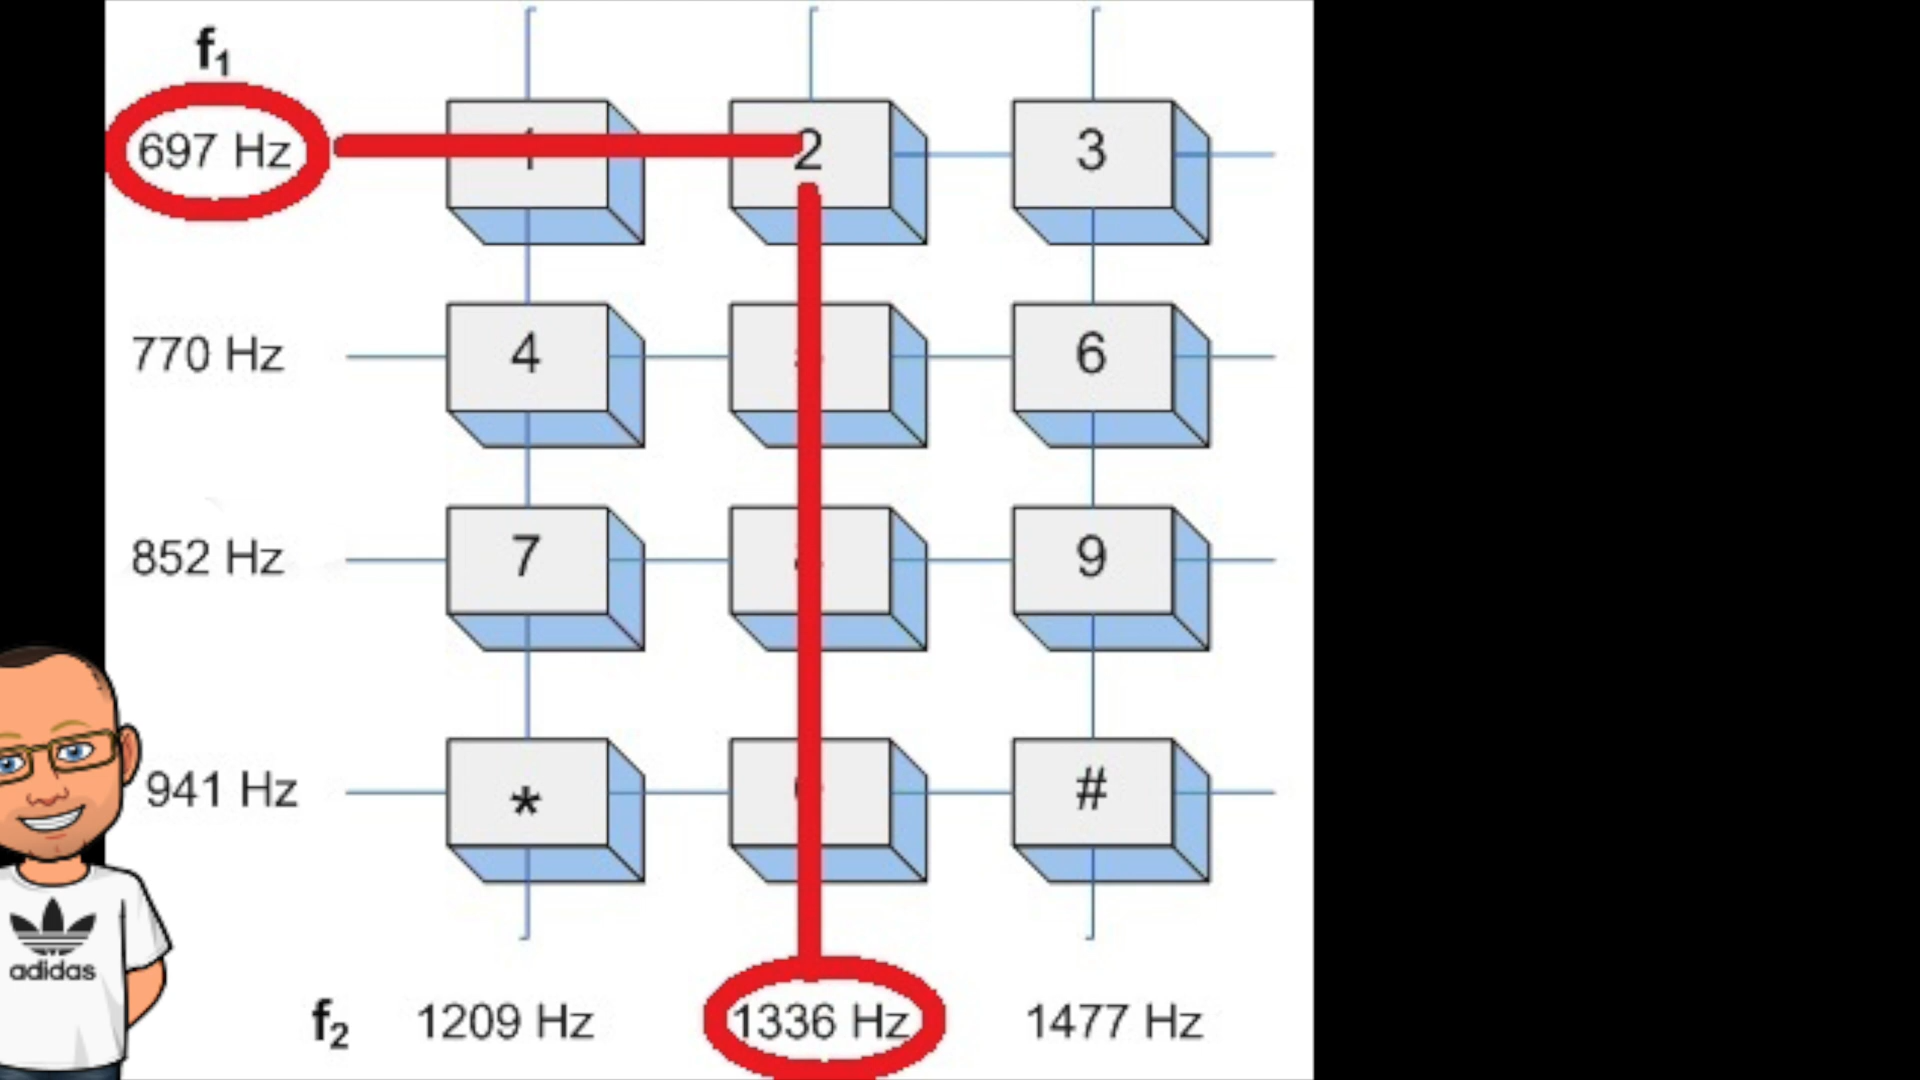 f1
697 Hz 2 3
770 Hz 4 6
852 Hz 7 9
941 Hz * #
adidas
f2 1209 Hz 1336 Hz 1477 Hz